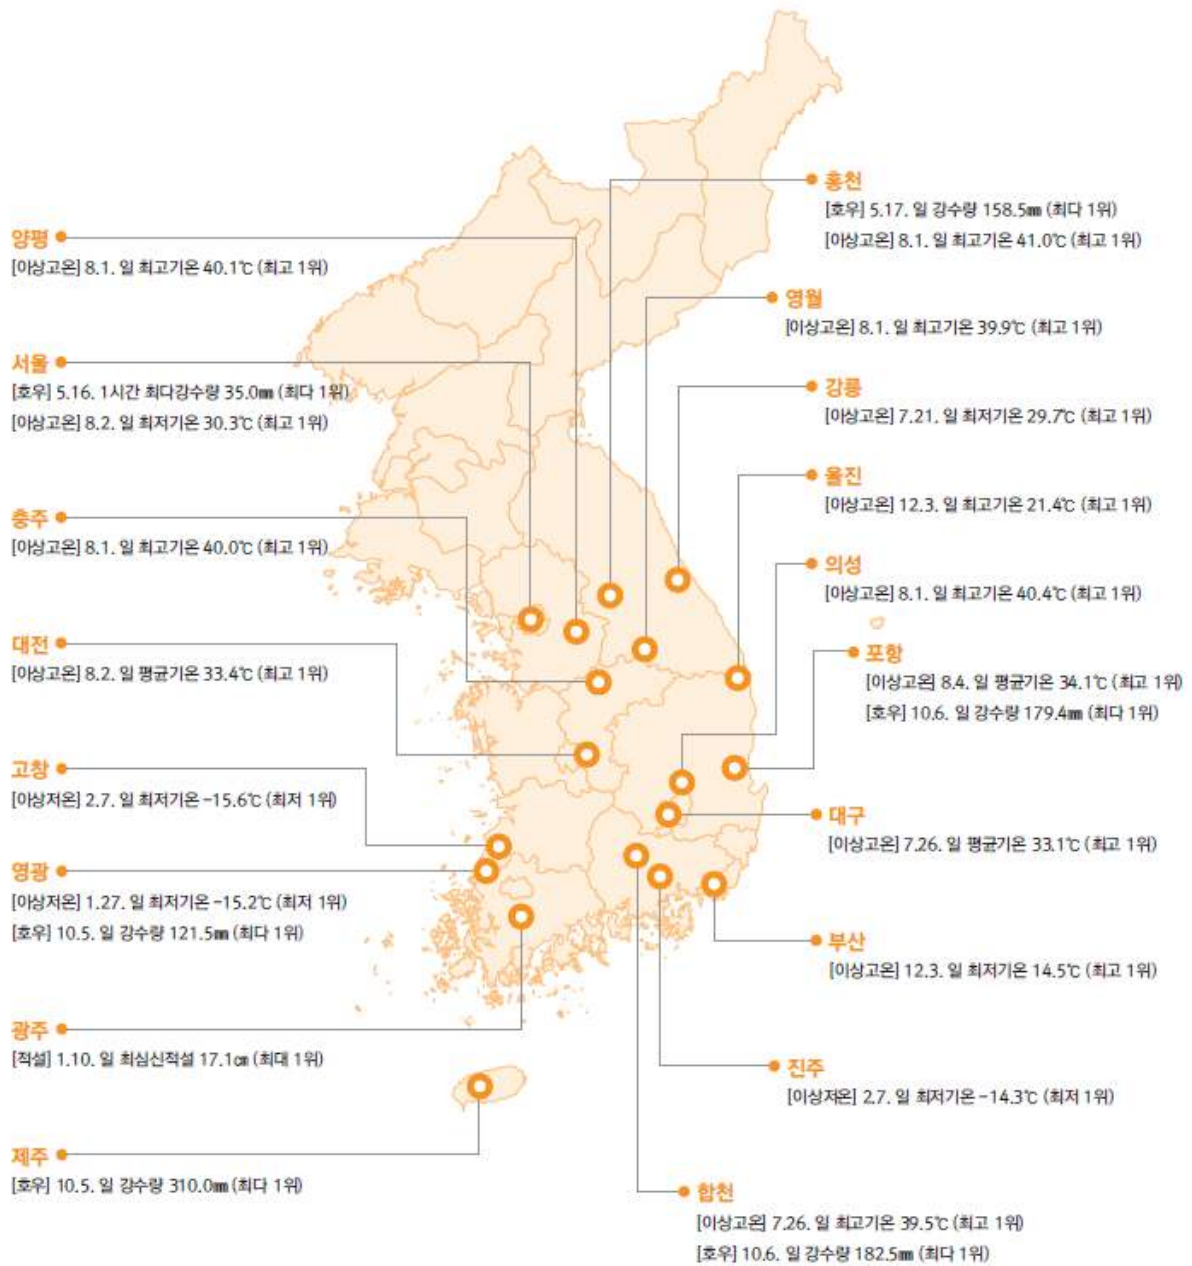 양평
[이상고온] 8.1. 일 최고기온 40.1℃ (최고 1위)
서울
[호우] 5.16. 1시간 최다강수량 35.0㎜ (최다 1위)
[이상고온] 8.2. 일 최저기온 30.3℃ (최고 1위)
충주
[이상고온] 8.1. 일 최고기온 40.0℃ (최고 1위)
대전
[이상고온] 8.2. 일 평균기온 33.4℃ (최고 1위)
고창
[이상저온] 2.7. 일 최저기온 -15.6℃ (최저 1위)
영광
[이상저온] 1.27. 일 최저기온 -15.2℃ (최저 1위)
[호우] 10.5. 일 강수량 121.5㎜ (최다 1위)
광주
[적설] 1.10. 일 최심신적설 17.1㎝ (최대 1위)
제주
[호우] 10.5. 일 강수량 310.0㎜ (최다 1위)
홍천
[호우] 5.17. 일 강수량 158.5㎜ (최다 1위)
[이상고온] 8.1. 일 최고기온 41.0℃ (최고 1위)
영월
[이상고온] 8.1. 일 최고기온 39.9℃ (최고 1위)
강릉
[이상고온] 7.21. 일 최저기온 29.7℃ (최고 1위)
울진
[이상고온] 12.3. 일 최고기온 21.4℃ (최고 1위)
의성
[이상고온] 8.1. 일 최고기온 40.4℃ (최고 1위)
포항
[이상고온] 8.4. 일 평균기온 34.1℃ (최고 1위)
[호우] 10.6. 일 강수량 179.4㎜ (최다 1위)
대구
[이상고온] 7.26. 일 평균기온 33.1℃ (최고 1위)
부산
[이상고온] 12.3. 일 최저기온 14.5℃ (최고 1위)
진주
[이상저온] 2.7. 일 최저기온 -14.3℃ (최저 1위)
합천
[이상고온] 7.26. 일 최고기온 39.5℃ (최고 1위)
[호우] 10.6. 일 강수량 182.5㎜ (최다 1위)